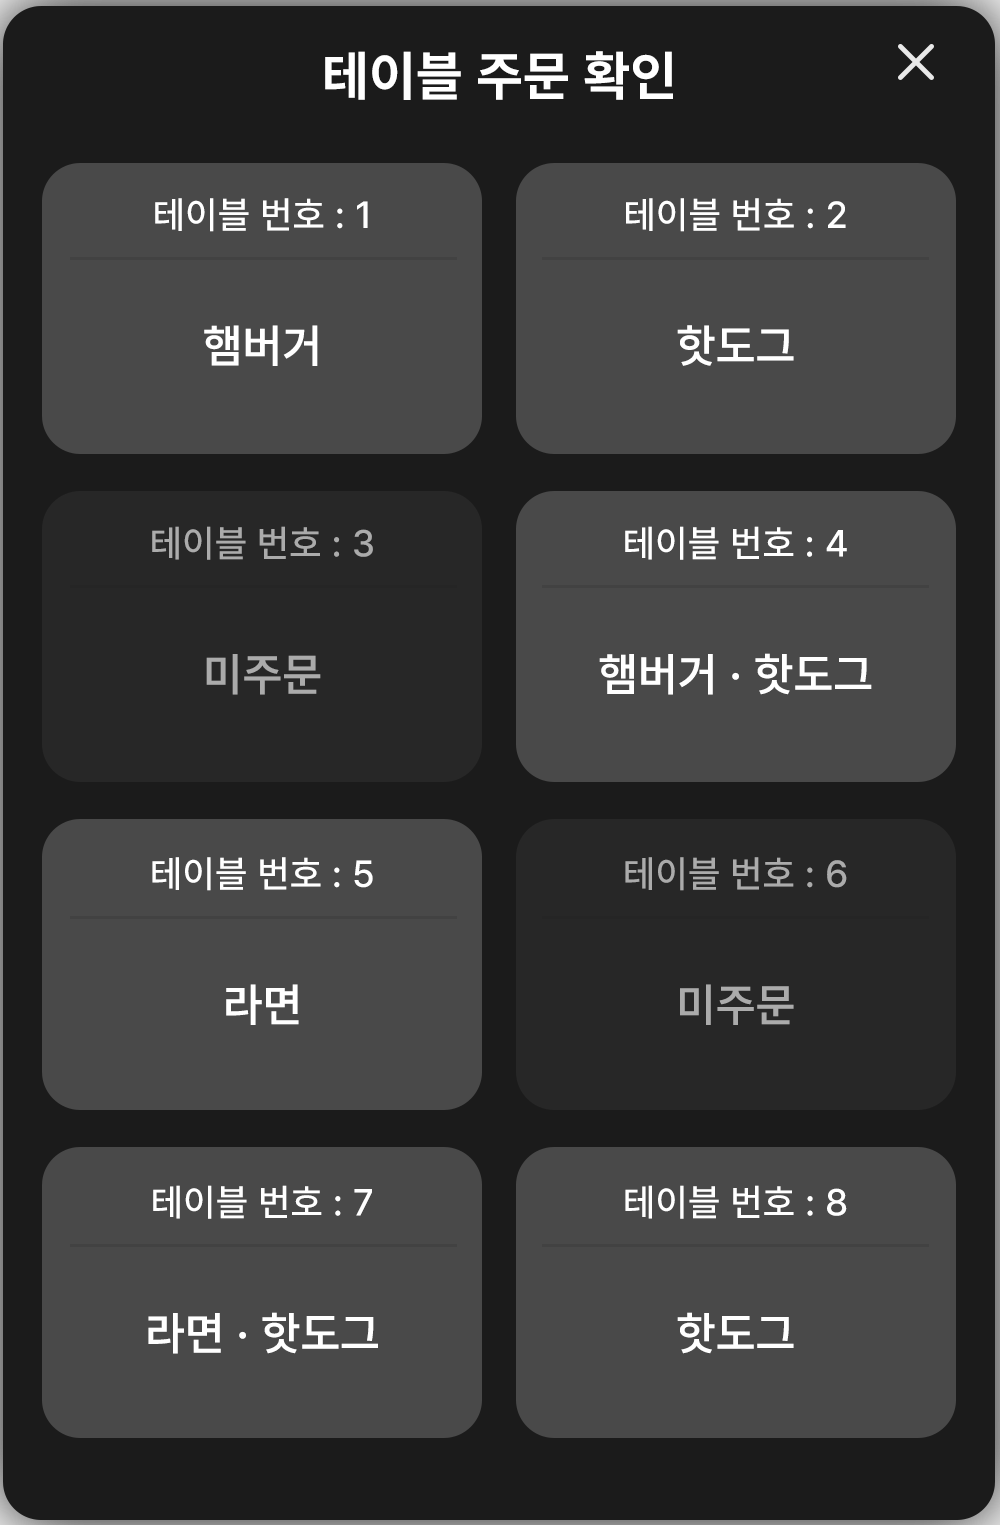 테이블 주문 확인
테이블 번호 : 1
햄버거
테이블 번호 : 2
핫도그
테이블 번호 : 3
미주문
테이블 번호 : 4
햄버거 · 핫도그
테이블 번호 : 5
라면
테이블 번호 : 6
미주문
테이블 번호 : 7
라면 · 핫도그
테이블 번호 : 8
핫도그